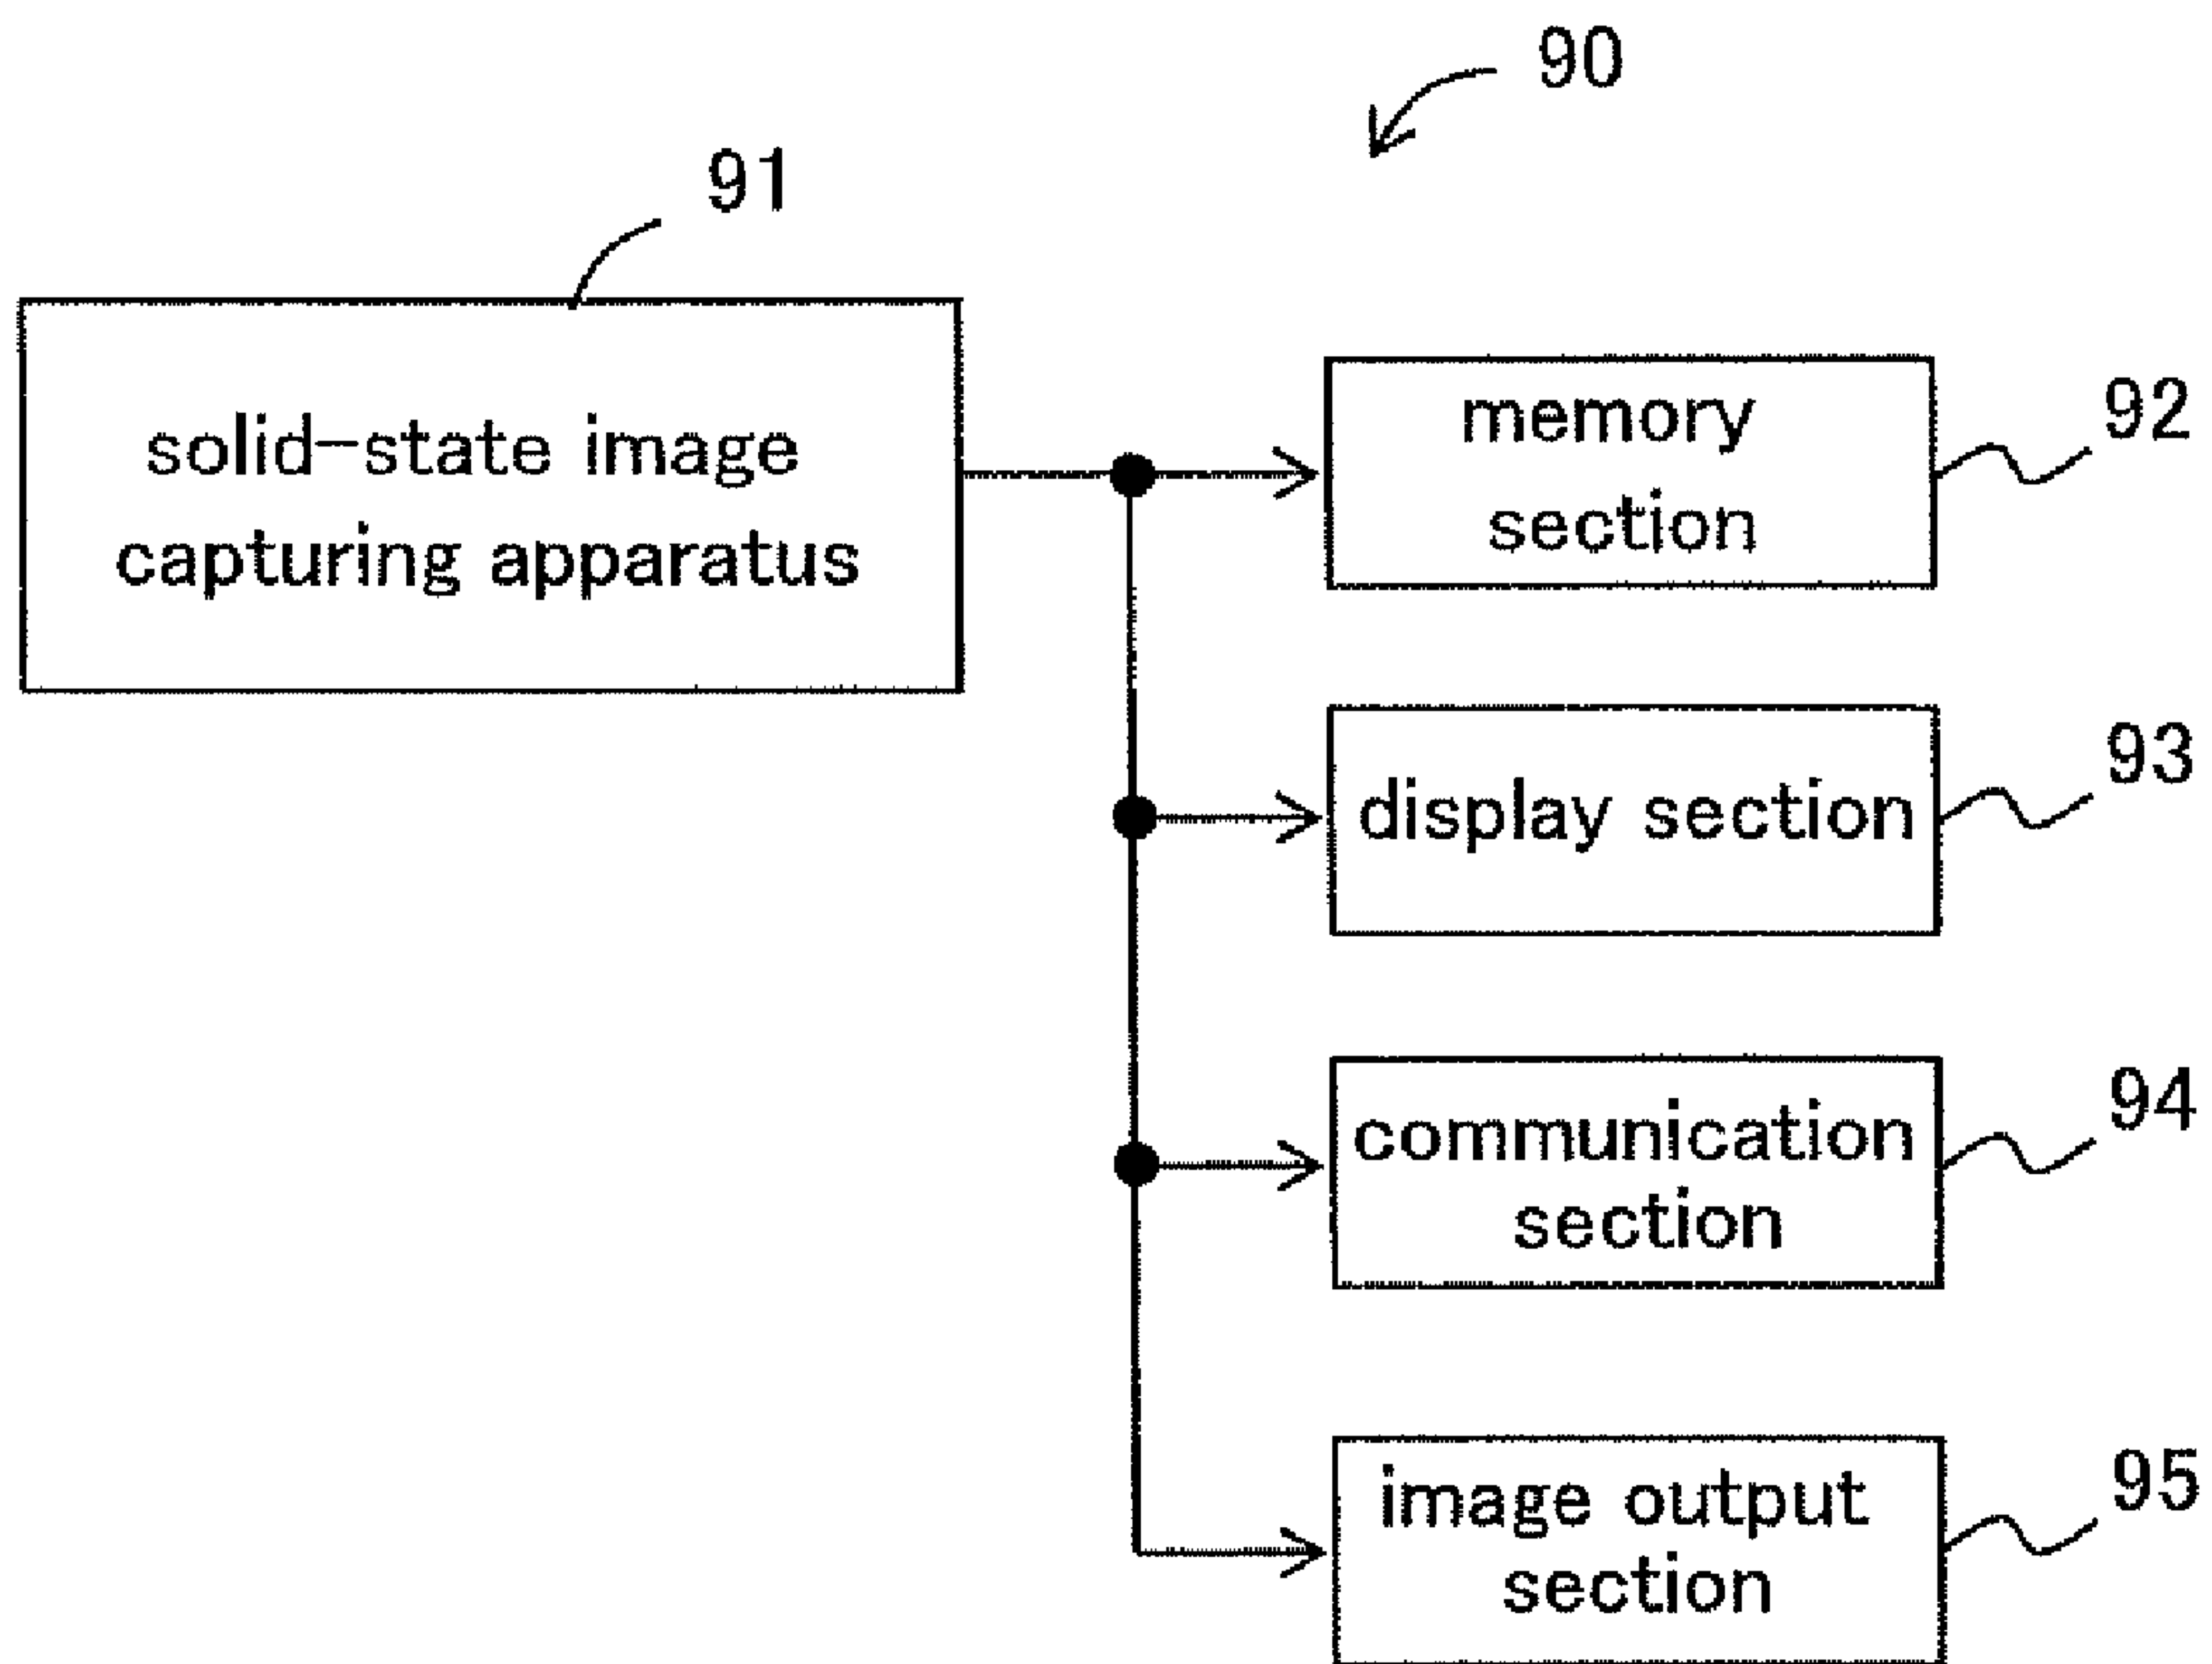 90
91
solid-state image
capturing apparatus
memory
section
92
display section
93
communication
section
94
image output
section
95